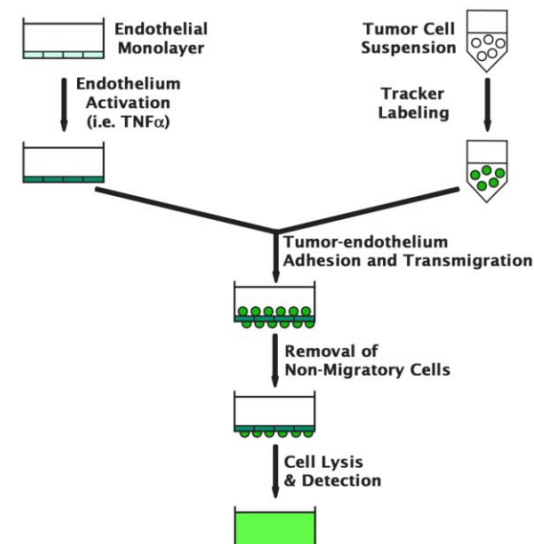 Endothelial
Monolayer
Tumor Cell
Suspension
Endothelium
Activation
(i.e. TNFα)
Tracker
Labeling
Tumor-endothelium
Adhesion and Transmigration
Removal of
Non-Migratory Cells
Cell Lysis
& Detection